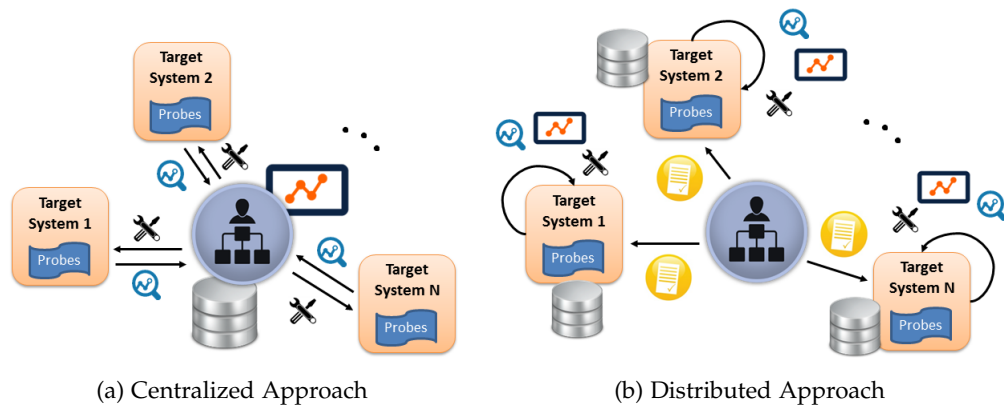 Target
System 2
Probes
Target
System 1
Probes
Target
System N
Probes
(a) Centralized Approach
Target
System 2
Probes
Target
System 1
Probes
Target
System N
Probes
(b) Distributed Approach